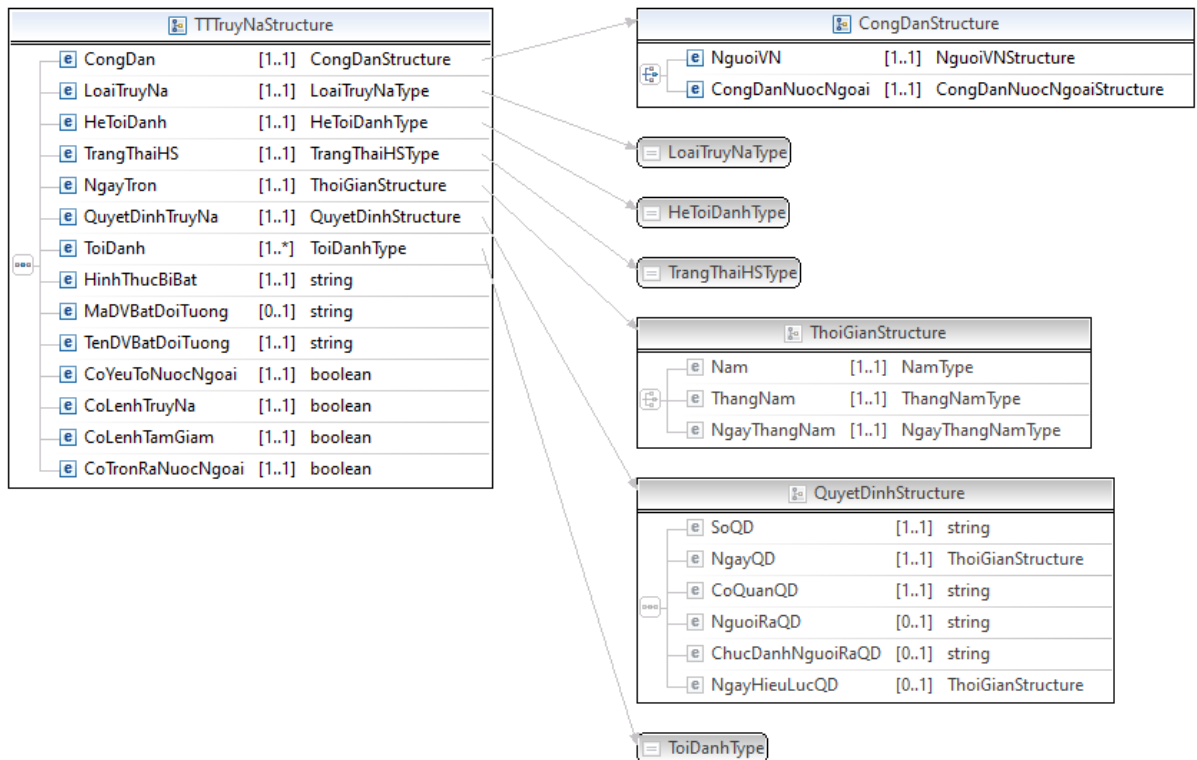 TTTruyNaStructure
CongDan [1..1] CongDanStructure
LoaiTruyNa [1..1] LoaiTruyNaType
HeToiDanh [1..1] HeToiDanhType
TrangThaiHS [1..1] TrangThaiHSType
NgayTron [1..1] ThoiGianStructure
QuyetDinhTruyNa [1..1] QuyetDinhStructure
ToiDanh [1..*] ToiDanhType
HinhThucBiBat [1..1] string
MaDVBatDoiTuong [0..1] string
TenDVBatDoiTuong [1..1] string
CoYeuToNuocNgoai [1..1] boolean
CoLenhTruyNa [1..1] boolean
CoLenhTamGiam [1..1] boolean
CoTronRaNuocNgoai [1..1] boolean
CongDanStructure
NguoiVN [1..1] NguoiVNStructure
CongDanNuocNgoai [1..1] CongDanNuocNgoaiStructure
LoaiTruyNaType
HeToiDanhType
TrangThaiHSType
ThoiGianStructure
Nam [1..1] NamType
ThangNam [1..1] ThangNamType
NgayThangNam [1..1] NgayThangNamType
QuyetDinhStructure
SoQD [1..1] string
NgayQD [1..1] ThoiGianStructure
CoQuanQD [1..1] string
NguoiRaQD [0..1] string
ChucDanhNguoiRaQD [0..1] string
NgayHieuLucQD [0..1] ThoiGianStructure
ToiDanhType